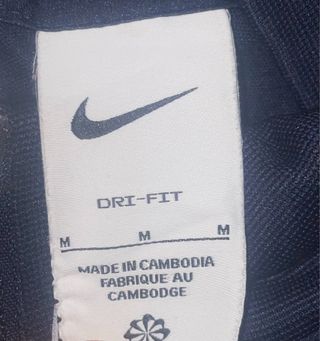 DRI-FIT
M M M
MADE IN CAMBODIA
FABRIQUE AU
CAMBODGE